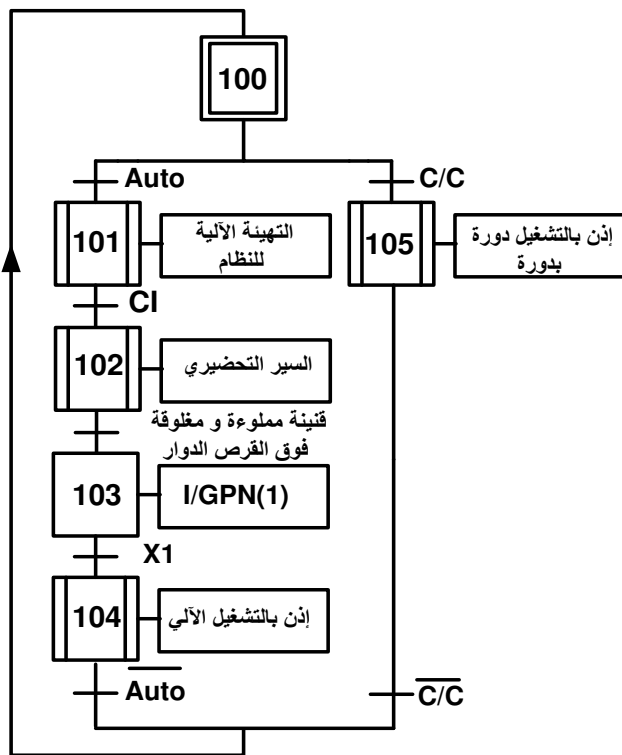 100
Auto
C/C
101
التهيئة الآلية
للنظام
105
إذن بالتشغيل دورة
بدورة
CI
102
السير التحضيري
قنينة مملوءة و مغلوقة
فوق القرص الدوار
103
I/GPN(1)
X1
104
إذن بالتشغيل الآلي
A̅u̅t̅o̅
C̅/̅C̅